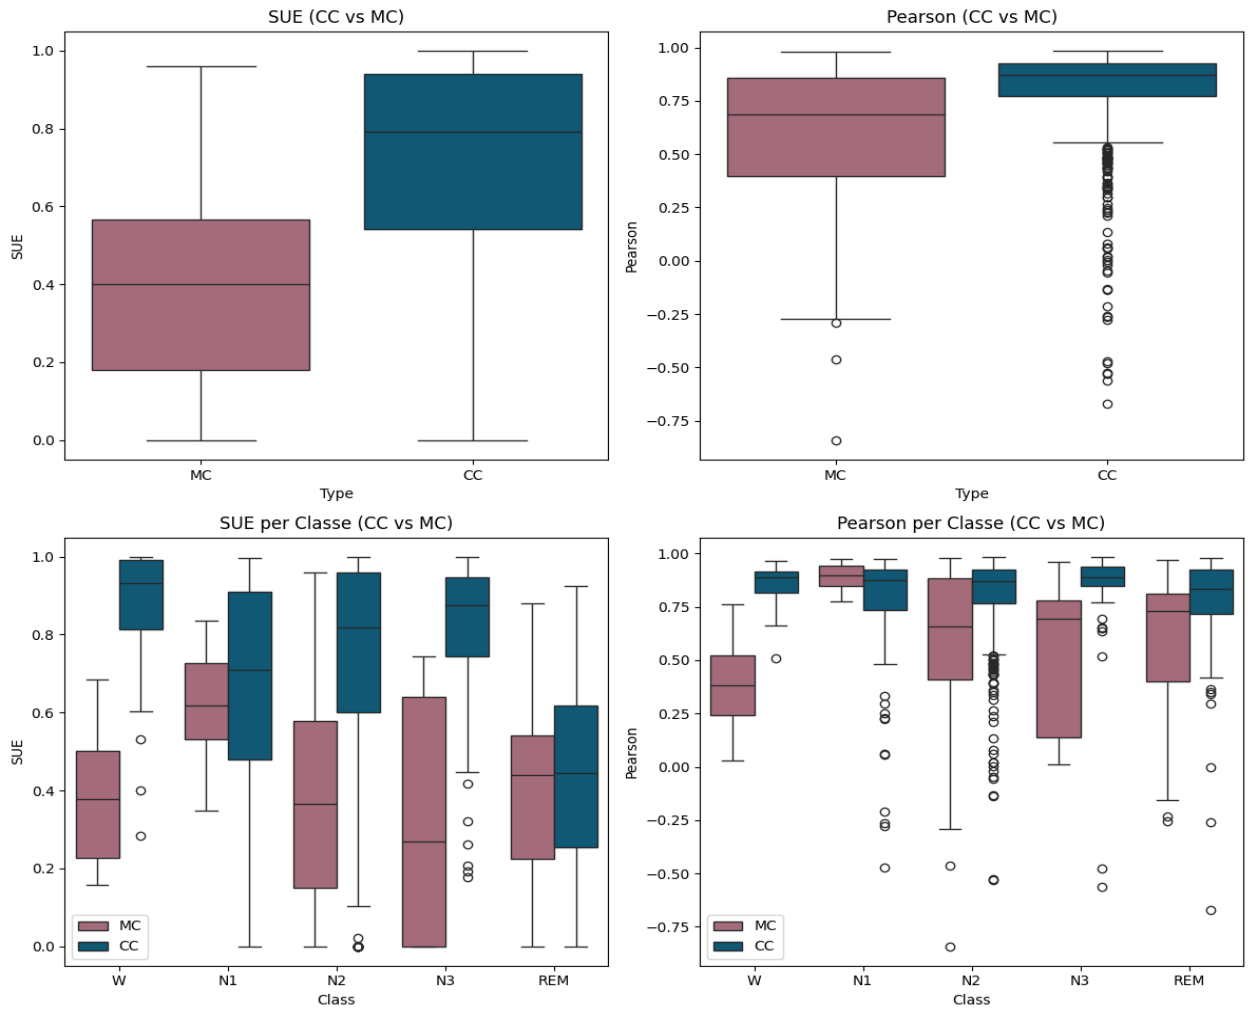 SUE (CC vs MC)
1.0
0.8
0.6
0.4
0.2
0.0
SUE
MC
CC
Type
Pearson (CC vs MC)
1.00
0.75
0.50
0.25
0.00
−0.25
−0.50
−0.75
Pearson
MC
CC
Type
SUE per Classe (CC vs MC)
1.0
0.8
0.6
0.4
0.2
0.0
SUE
MC
CC
W
N1
N2
N3
REM
Class
Pearson per Classe (CC vs MC)
1.00
0.75
0.50
0.25
0.00
−0.25
−0.50
−0.75
Pearson
MC
CC
W
N1
N2
N3
REM
Class